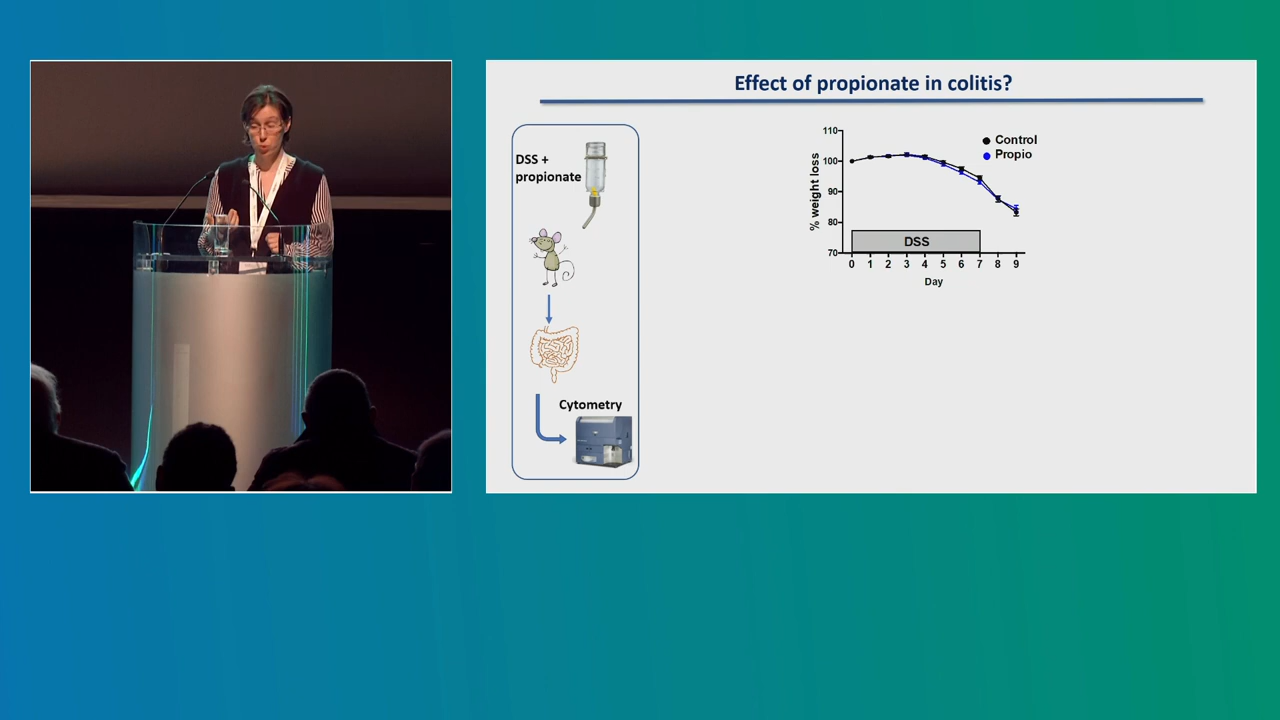 Effect of propionate in colitis?
DSS +
propionate
Cytometry
% weight loss
110
100
90
80
70
Control
Propio
DSS
0 1 2 3 4 5 6 7 8 9
Day